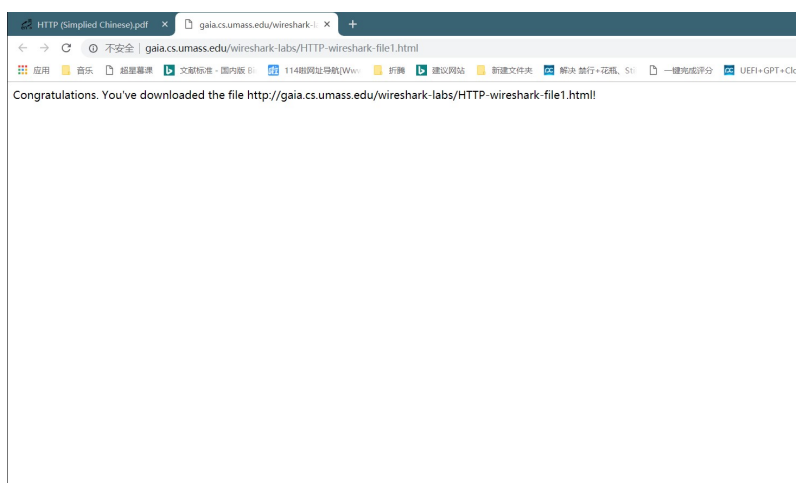 HTTP (Simplied Chinese).pdf
gaia.cs.umass.edu/wireshark-l
不安全 | gaia.cs.umass.edu/wireshark-labs/HTTP-wireshark-file1.html
应用 音乐 超星慕课 文献标准 - 国内版 Bi 114啦网址导航[Ww 折腾 建议网站 新建文件夹 解决 禁行+花瓶、Sti 一键完成评分 UEFI+GPT+Clo
Congratulations. You've downloaded the file http://gaia.cs.umass.edu/wireshark-labs/HTTP-wireshark-file1.html!